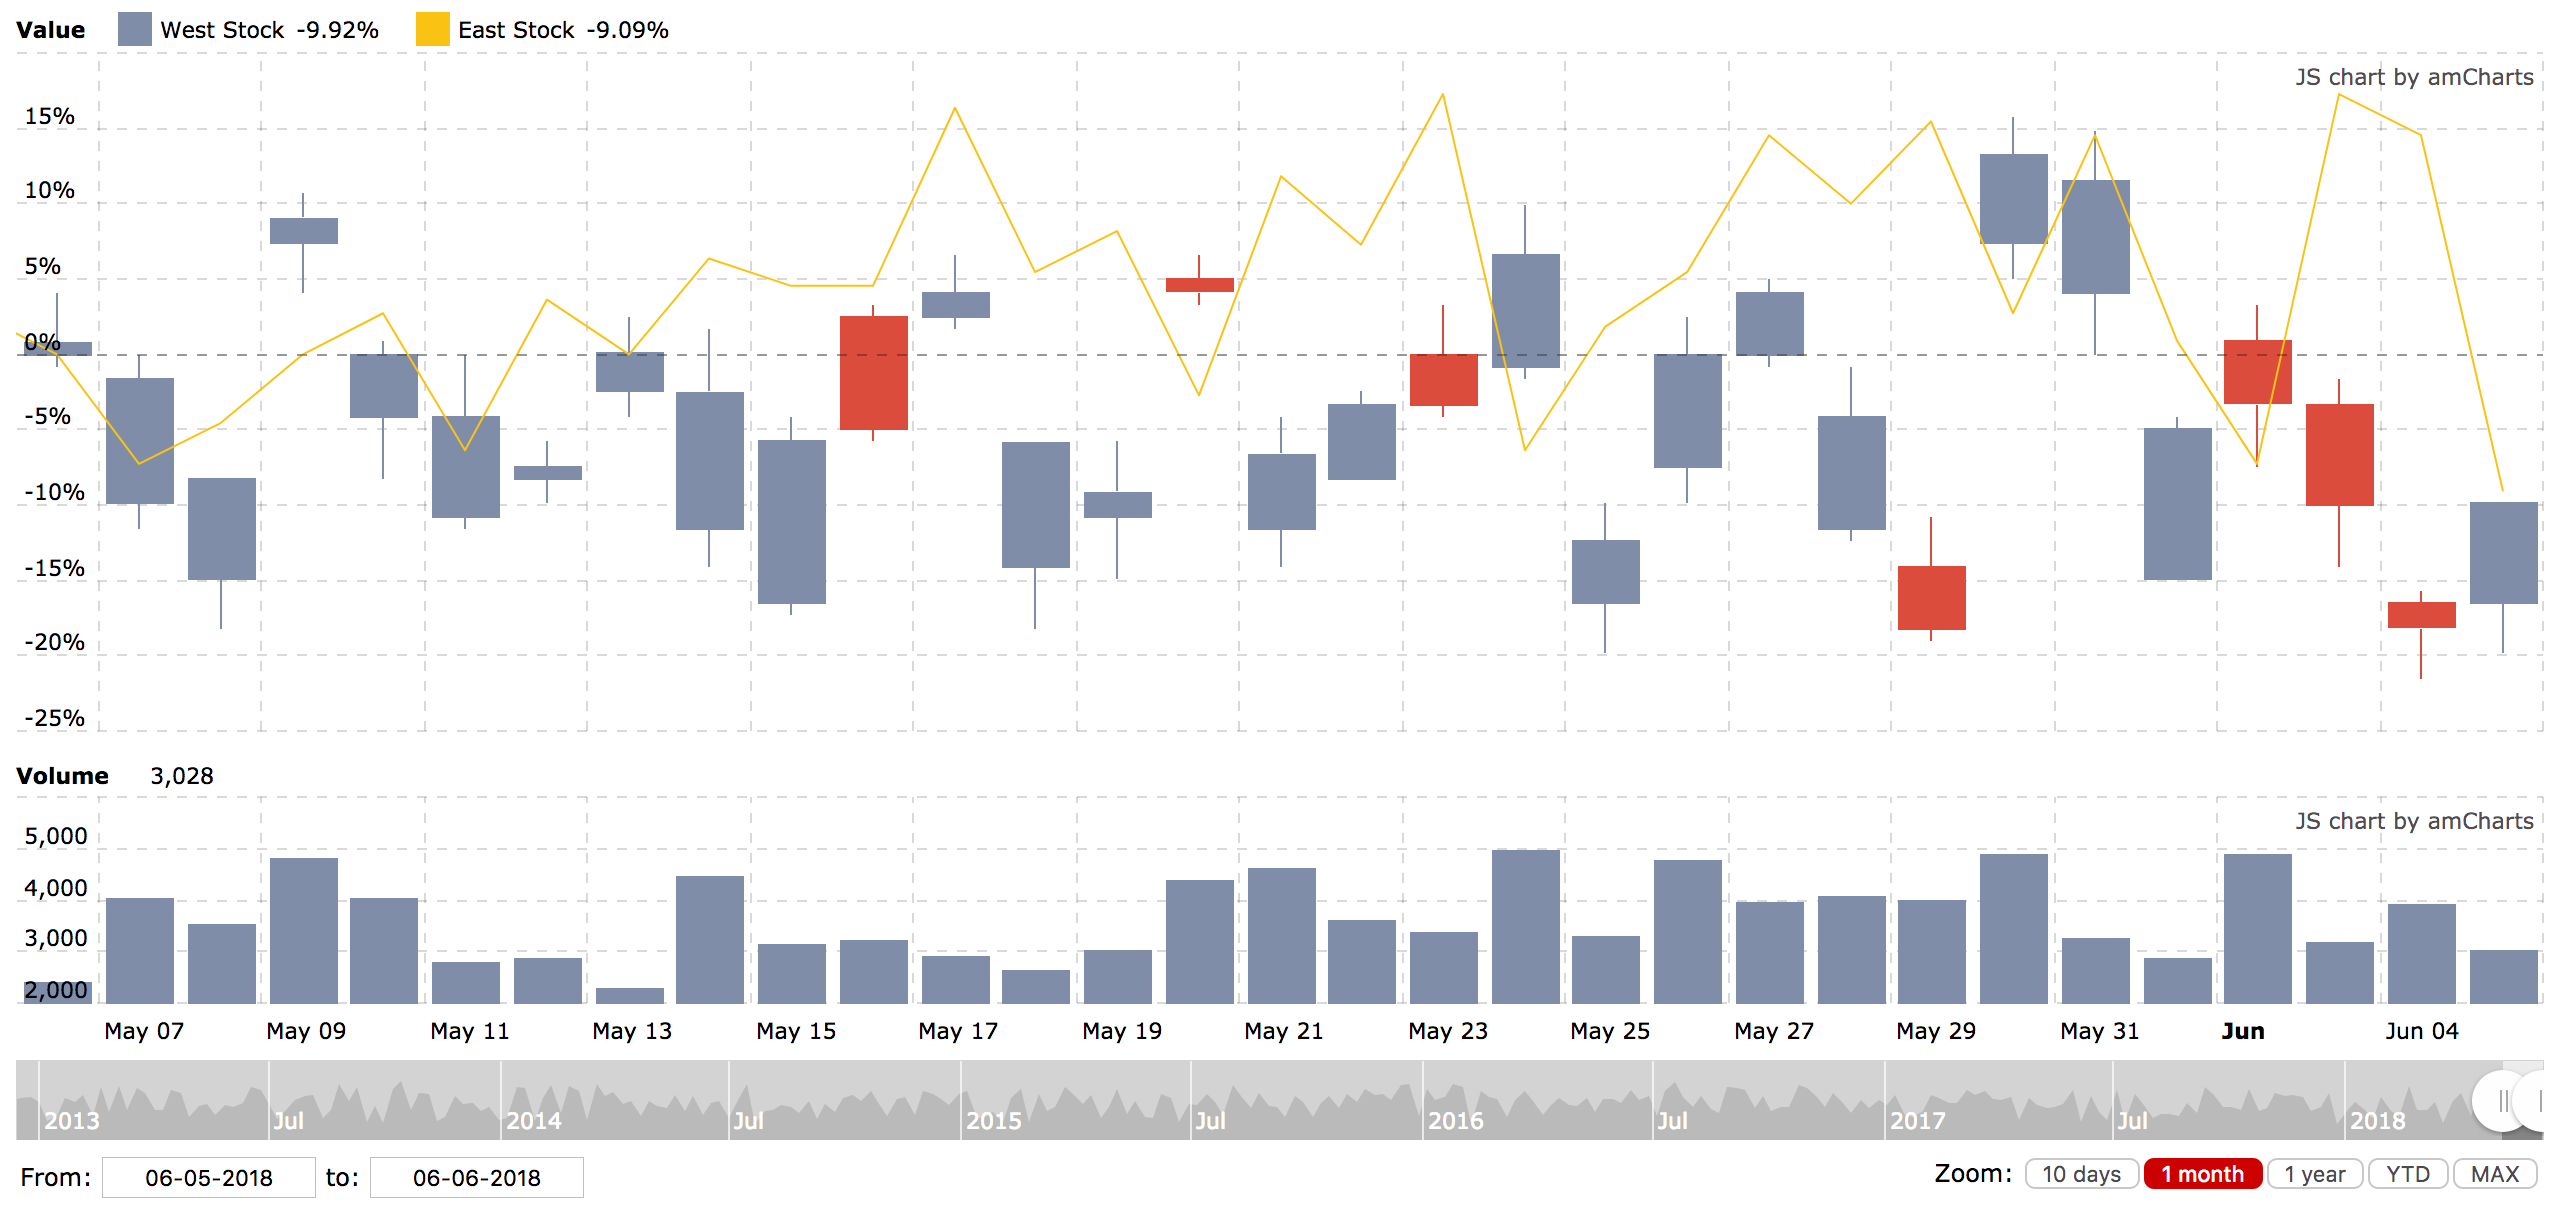 Value West Stock -9.92% East Stock -9.09%
JS chart by amCharts
15%
10%
5%
0%
-5%
-10%
-15%
-20%
-25%
Volume 3,028
JS chart by amCharts
5,000
4,000
3,000
2,000
May 07 May 09 May 11 May 13 May 15 May 17 May 19 May 21 May 23 May 25 May 27 May 29 May 31 Jun Jun 04
2013 Jul 2014 Jul 2015 Jul 2016 Jul 2017 Jul 2018
From: 06-05-2018 to: 06-06-2018 Zoom: 10 days 1 month 1 year YTD MAX